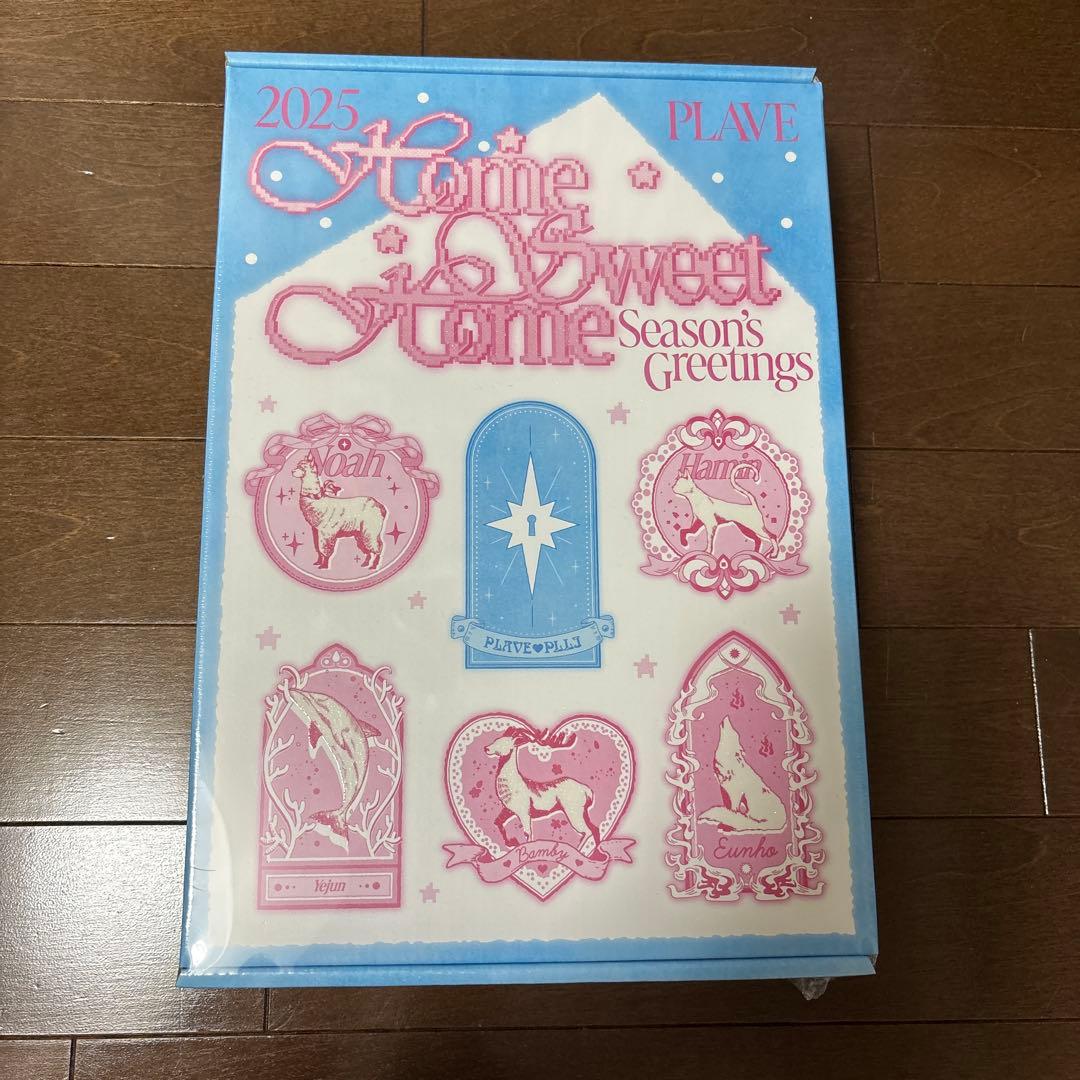 2025
PLAVE
Home
Sweet
Home
Season's
Greetings
Noah
Hamin
PLAVE♥PLLI
Yejun
Bamby
Eunho